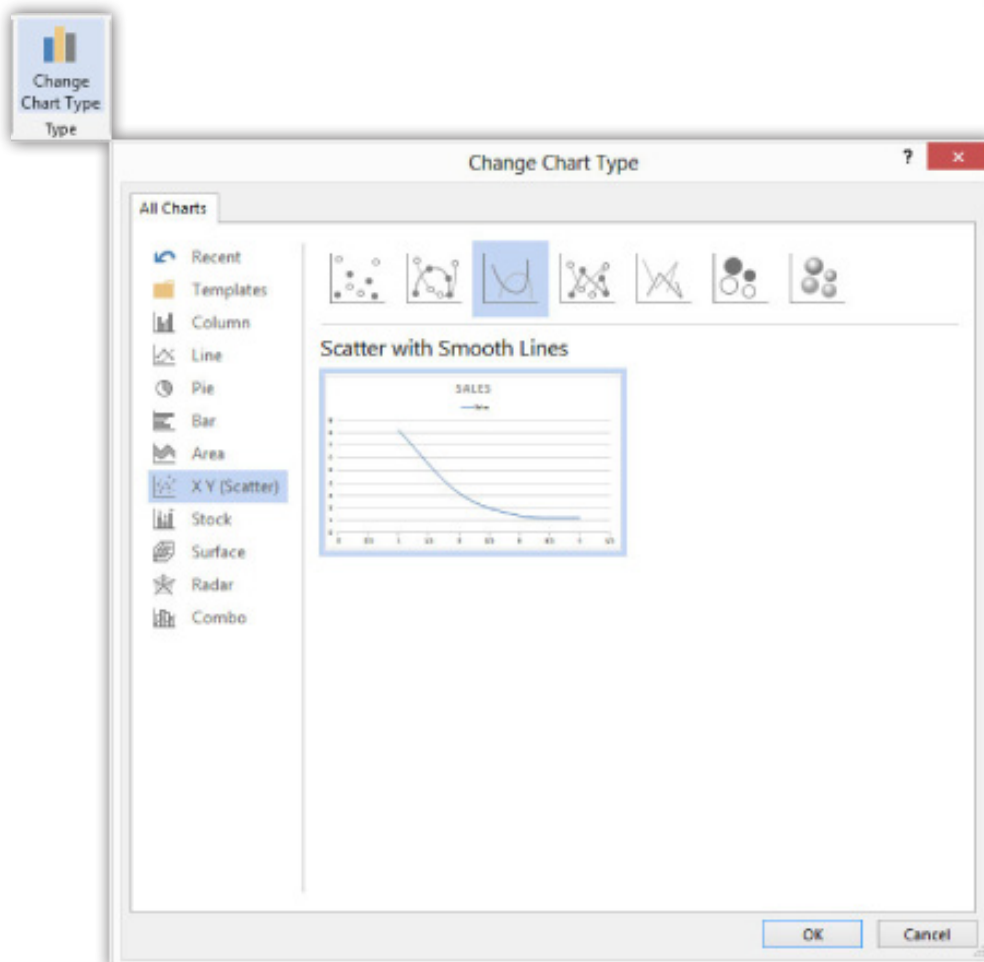 Change
Chart Type
Type
Change Chart Type
?
All Charts
Recent
Templates
Column
Line
Pie
Bar
Area
X Y (Scatter)
Stock
Surface
Radar
Combo
Scatter with Smooth Lines
SALES
OK
Cancel